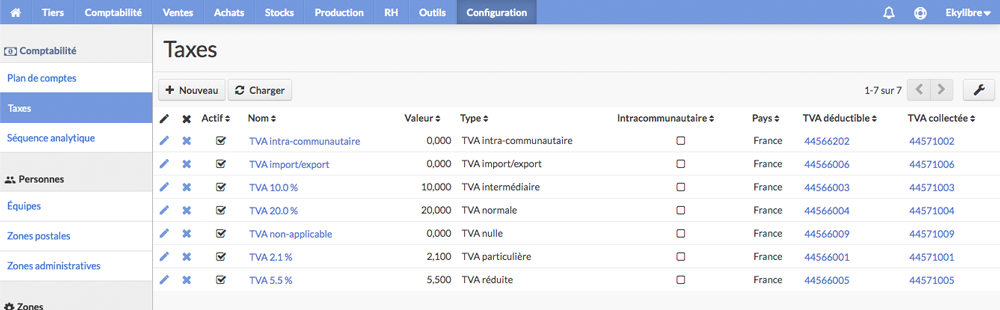 Tiers Comptabilité Ventes Achats Stocks Production RH Outils Configuration Ekylibre
Comptabilité
Plan de comptes
Taxes
Séquence analytique
Personnes
Équipes
Zones postales
Zones administratives
Zones
Taxes
Nouveau Charger 1-7 sur 7
Actif Nom Valeur Type Intracommunautaire Pays TVA déductible TVA collectée
TVA intra-communautaire 0,000 TVA intra-communautaire France 44566202 44571002
TVA import/export 0,000 TVA import/export France 44566006 44571006
TVA 10.0 % 10,000 TVA intermédiaire France 44566003 44571003
TVA 20.0 % 20,000 TVA normale France 44566004 44571004
TVA non-applicable 0,000 TVA nulle France 44566009 44571009
TVA 2.1 % 2,100 TVA particulière France 44566001 44571001
TVA 5.5 % 5,500 TVA réduite France 44566005 44571005